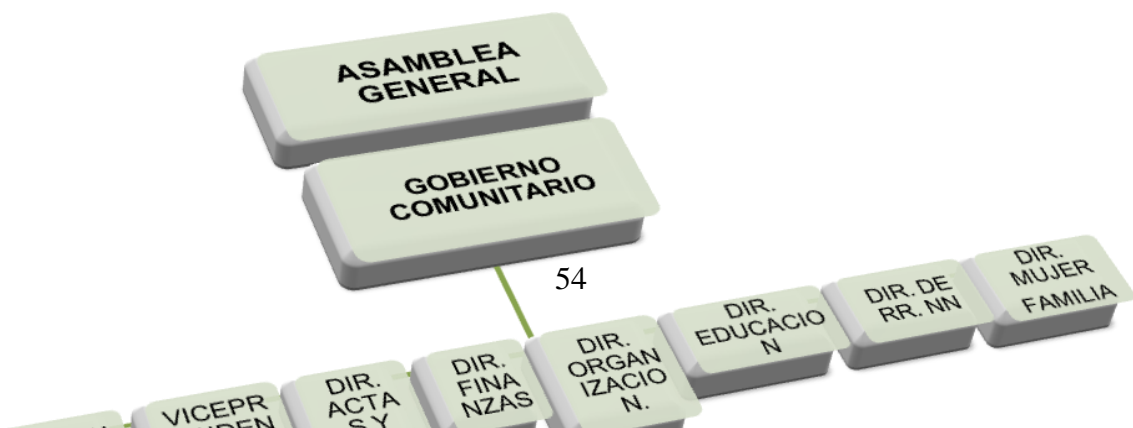 ASAMBLEA
GENERAL
GOBIERNO
COMUNITARIO
54
VICEPR
DIR.
ACTA
S Y
DIR.
FINA
NZAS
DIR.
ORGAN
IZACIO
N.
DIR.
EDUCACIO
N
DIR. DE
RR. NN
DIR.
MUJER
FAMILIA